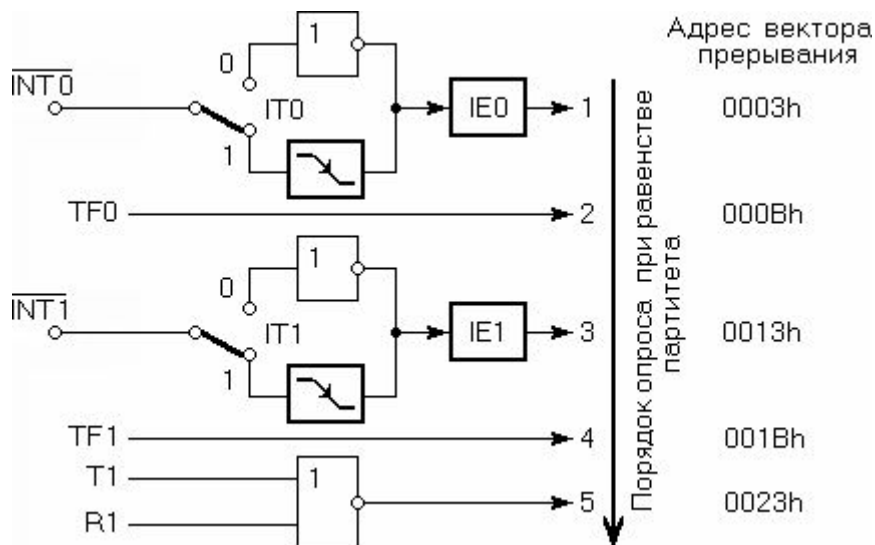 Адрес вектора
прерывания
1
0
INT0
IT0
IE0
1
0003h
1
TF0
2
000Bh
1
0
INT1
IT1
IE1
3
0013h
1
TF1
4
001Bh
T1
1
5
0023h
R1
Порядок опроса при равенстве
партитета